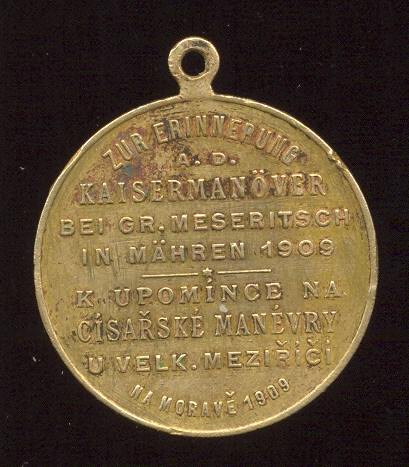 ZUR ERINNERUNG
A. D.
KAISERMANÖVER
BEI GR. MESERITSCH
IN MÄHREN 1909
K UPOMÍNCE NA
CÍSAŘSKÉ MANÉVRY
U VELK. MEZIŘÍČÍ
NA MORAVĚ 1909